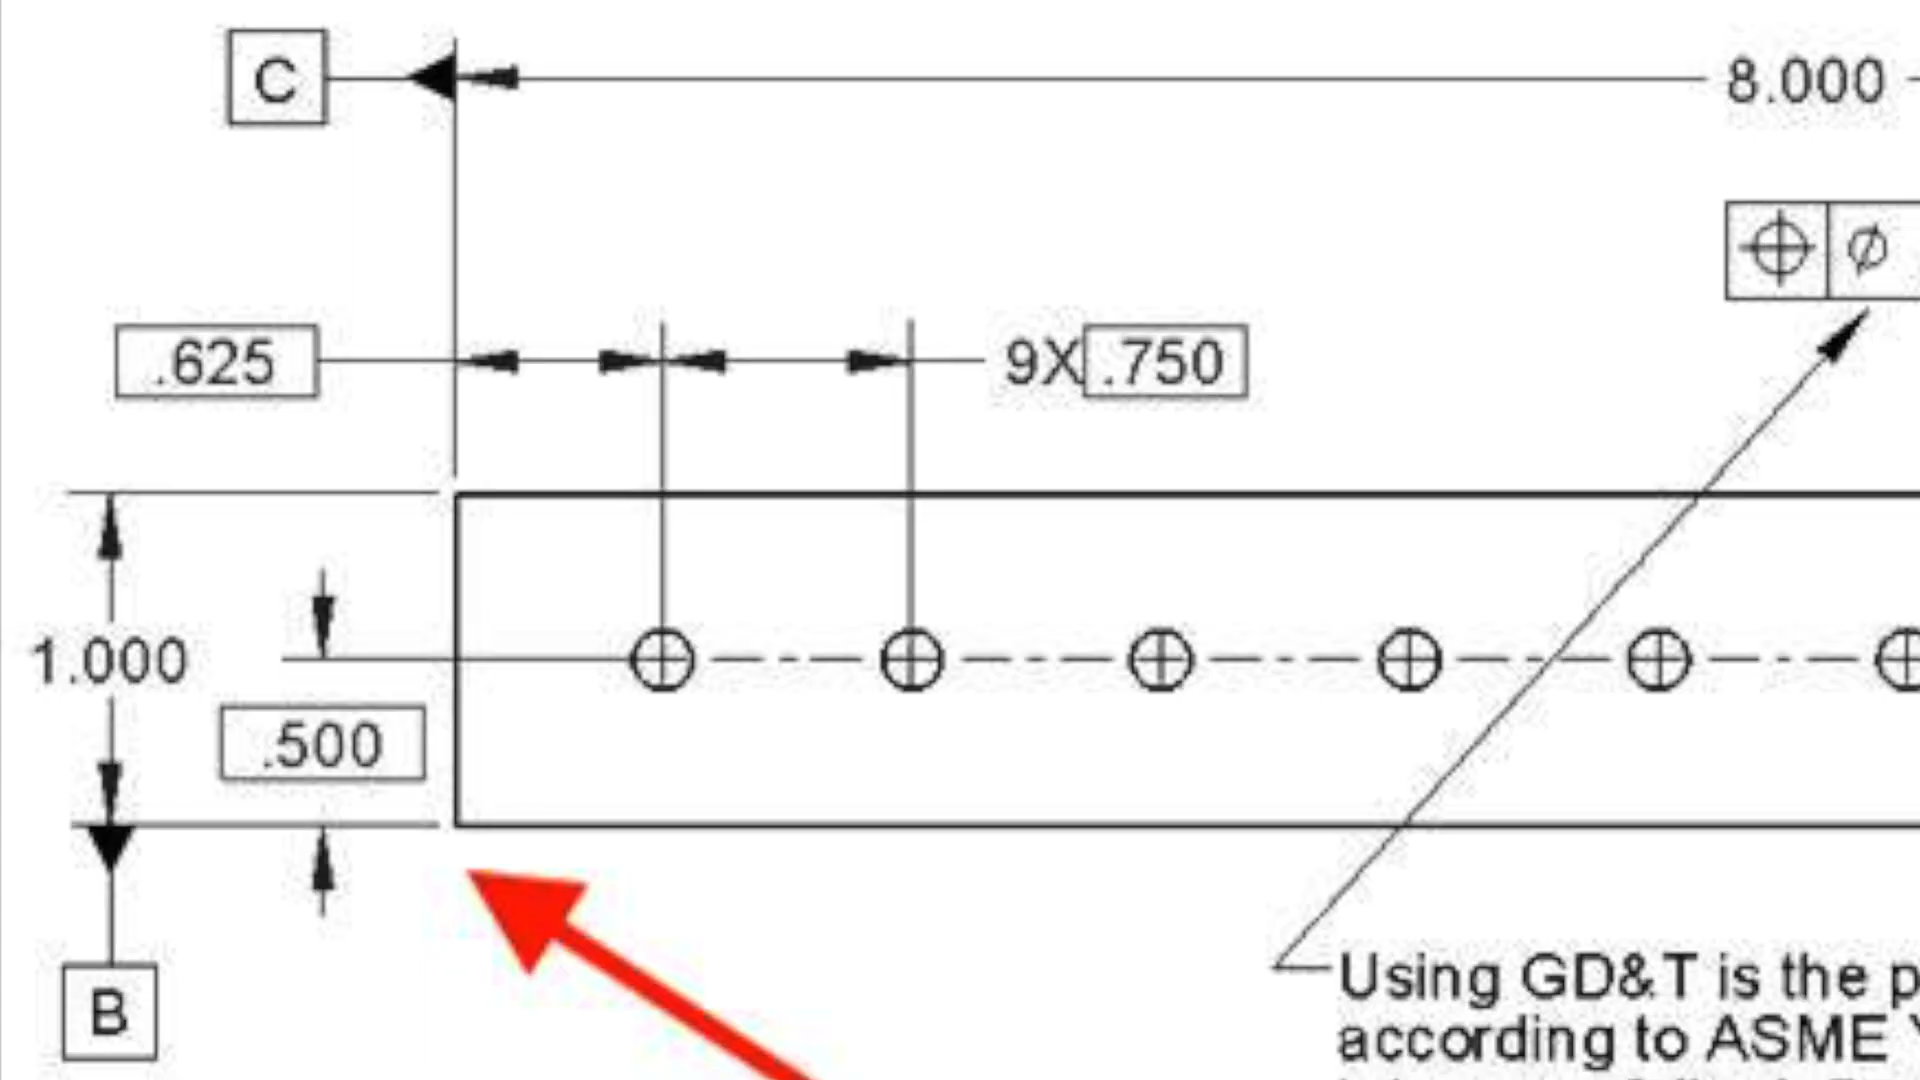 C
8.000
⌖ ⌀
.625
9X .750
1.000
.500
B
Using GD&T is the
according to ASME